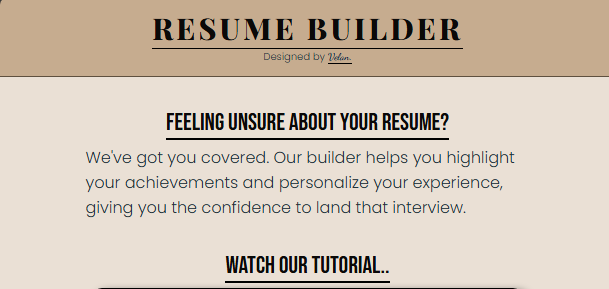 RESUME BUILDER
Designed by Velan.
FEELING UNSURE ABOUT YOUR RESUME?
We've got you covered. Our builder helps you highlight
your achievements and personalize your experience,
giving you the confidence to land that interview.
WATCH OUR TUTORIAL..